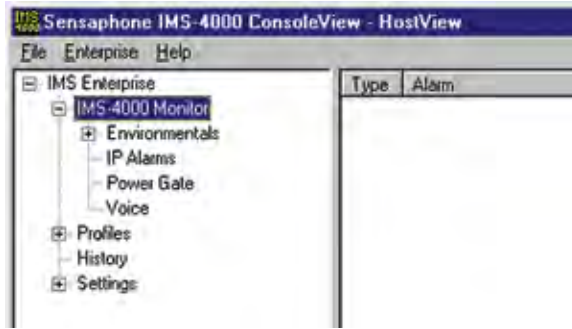 Sensaphone IMS-4000 ConsoleView - HostView
File Enterprise Help
IMS Enterprise
IMS-4000 Monitor
Environmentals
IP Alarms
Power Gate
Voice
Profiles
History
Settings
Type Alarm